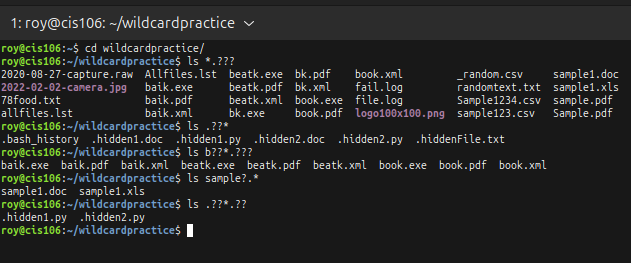 1: roy@cis106: ~/wildcardpractice
roy@cis106:~$ cd wildcardpractice/
roy@cis106:~/wildcardpractice$ ls *.???
2020-08-27-capture.raw Allfiles.lst beatk.exe bk.pdf book.xml _random.csv sample1.doc
2022-02-02-camera.jpg baik.exe beatk.pdf bk.xml fail.log randomtext.txt sample1.xls
78food.txt baik.pdf beatk.xml book.exe file.log Sample1234.csv sample.pdf
allfiles.lst baik.xml bk.exe book.pdf logo100x100.png sample123.csv Sample.pdf
roy@cis106:~/wildcardpractice$ ls .??*
.bash_history .hidden1.doc .hidden1.py .hidden2.doc .hidden2.py .hiddenFile.txt
roy@cis106:~/wildcardpractice$ ls b??*.???
baik.exe baik.pdf baik.xml beatk.exe beatk.pdf beatk.xml book.exe book.pdf book.xml
roy@cis106:~/wildcardpractice$ ls sample?.*
sample1.doc sample1.xls
roy@cis106:~/wildcardpractice$ ls .??*.??
.hidden1.py .hidden2.py
roy@cis106:~/wildcardpractice$